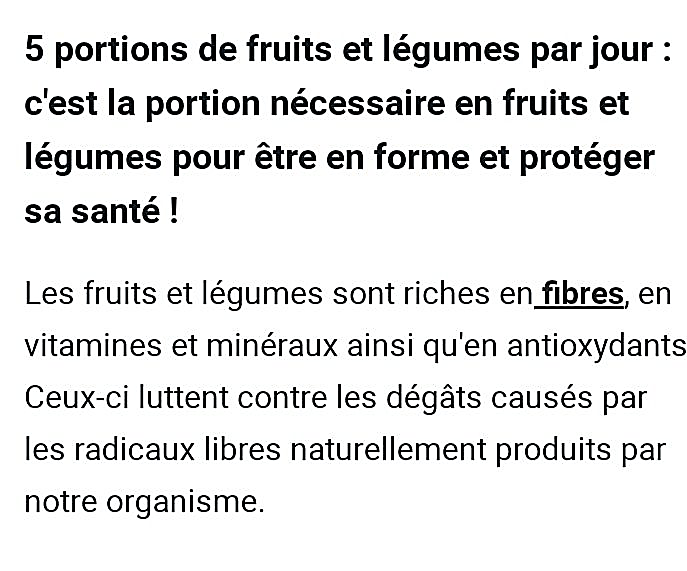 5 portions de fruits et légumes par jour :
c'est la portion nécessaire en fruits et
légumes pour être en forme et protéger
sa santé !
Les fruits et légumes sont riches en fibres, en
vitamines et minéraux ainsi qu'en antioxydants
Ceux-ci luttent contre les dégâts causés par
les radicaux libres naturellement produits par
notre organisme.